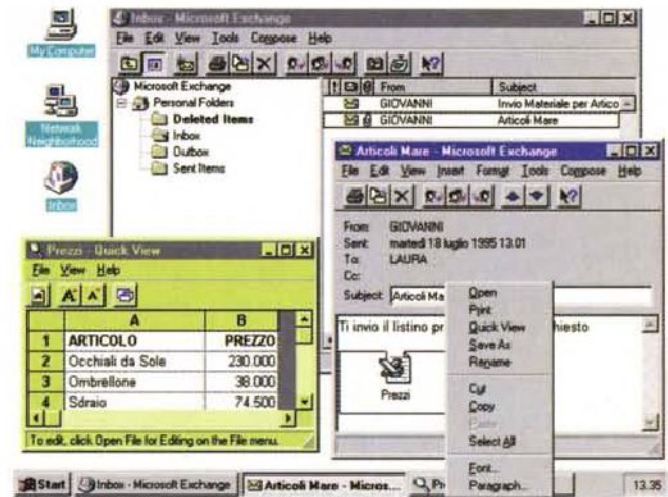 My Computer
Network
Neighborhood
Inbox
Inbox - Microsoft Exchange
File Edit View Tools Compose Help
Microsoft Exchange
Personal Folders
Deleted Items
Inbox
Outbox
Sent Items
! From Subject
GIOVANNI Invio Materiale per Artico
GIOVANNI Articoli Mare
Articoli Mare - Microsoft Exchange
File Edit View Insert Format Tools Compose Help
From: GIOVANNI
Sent: martedì 18 luglio 1995 13.01
To: LAURA
Cc:
Subject: Articoli Ma
Ti invio il listino pr hiesto
Prezzi
Open
Print
Quick View
Save As
Rename
Cut
Copy
Paste
Select All
Font...
Paragraph...
Prezzi - Quick View
File View Help
A A
A B
1 ARTICOLO PREZZO
2 Occhiali da Sole 230.000
3 Ombrellone 38.000
4 Sdraio 74.500
To edit, click Open File for Editing on the File menu.
Start Inbox - Microsoft Exchange Articoli Mare - Micros... Pr 13.35